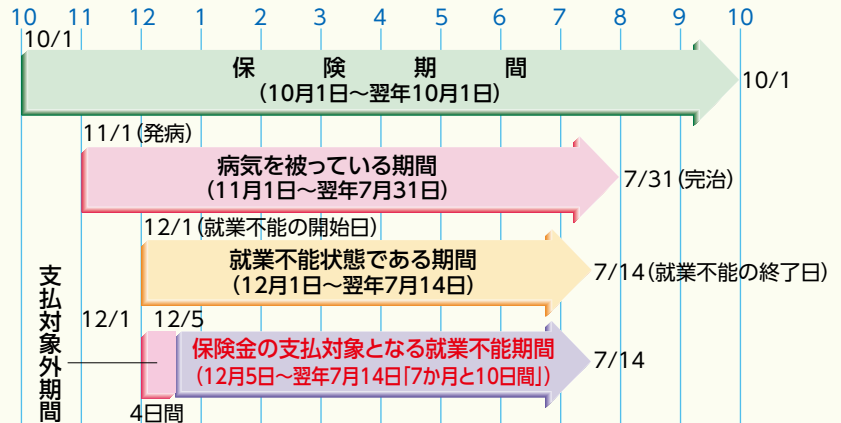 10 11 12 1 2 3 4 5 6 7 8 9 10
10/1
保険期間
(10月1日～翌年10月1日)
10/1
11/1(発病)
病気を被っている期間
(11月1日～翌年7月31日)
7/31(完治)
12/1(就業不能の開始日)
就業不能状態である期間
(12月1日～翌年7月14日)
7/14(就業不能の終了日)
支払対象外期間
12/1 12/5
保険金の支払対象となる就業不能期間
(12月5日～翌年7月14日「7か月と10日間」)
7/14
4日間